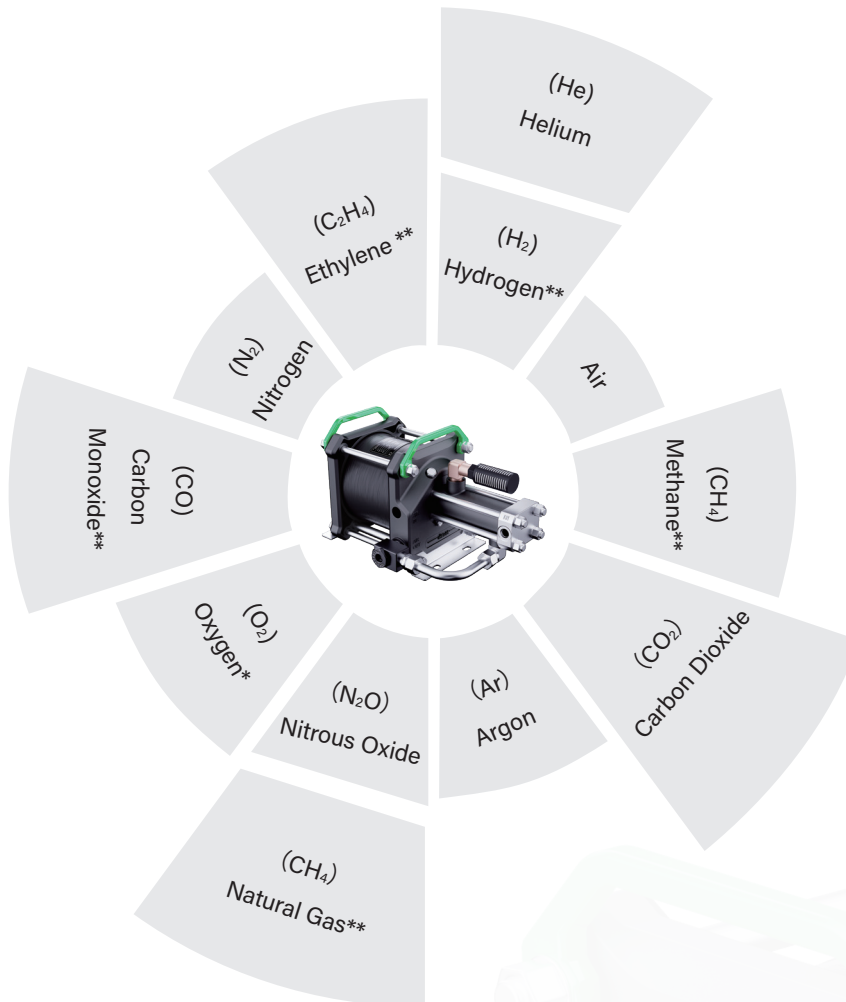 (He)
Helium
(H₂)
Hydrogen**
Air
(CH₄)
Methane**
(CO₂)
Carbon Dioxide
(Ar)
Argon
(N₂O)
Nitrous Oxide
(CH₄)
Natural Gas**
(O₂)
Oxygen*
(CO)
Carbon
Monoxide**
(N₂)
Nitrogen
(C₂H₄)
Ethylene**